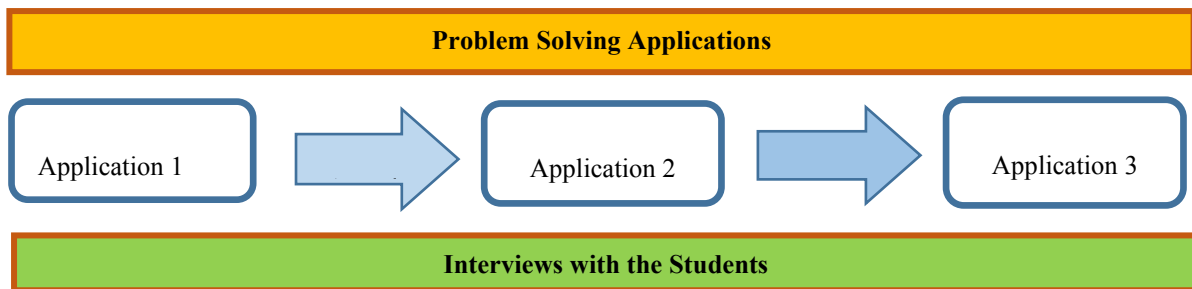 Problem Solving Applications
Application 1
Application 2
Application 3
Interviews with the Students